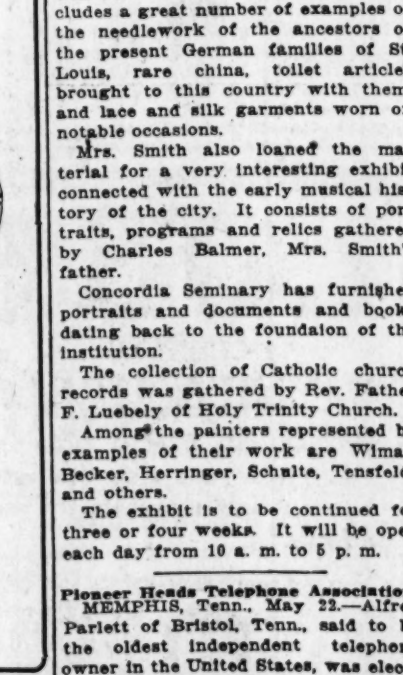 cludes a great number of examples o
the needlework of the ancestors o
the present German families of St
Louis, rare china, toilet article
brought to this country with them
and lace and silk garments worn o
notable occasions.
Mrs. Smith also loaned the ma
terial for a very interesting exhibi
connected with the early musical his
tory of the city. It consists of por
traits, programs and relics gathere
by Charles Balmer, Mrs. Smith'
father.
Concordia Seminary has furnishe
portraits and documents and book
dating back to the foundaion of th
institution.
The collection of Catholic churc
records was gathered by Rev. Fathe
F. Luebely of Holy Trinity Church.
Among the painters represented b
examples of their work are Wima
Becker, Herringer, Schulte, Tensfeld
and others.
The exhibit is to be continued fo
three or four weeks. It will be ope
each day from 10 a. m. to 5 p. m.
Pioneer Heads Telephone Associatio
MEMPHIS, Tenn., May 22.—Alfre
Parlett of Bristol, Tenn., said to b
the oldest independent telephon
owner in the United States, was elec